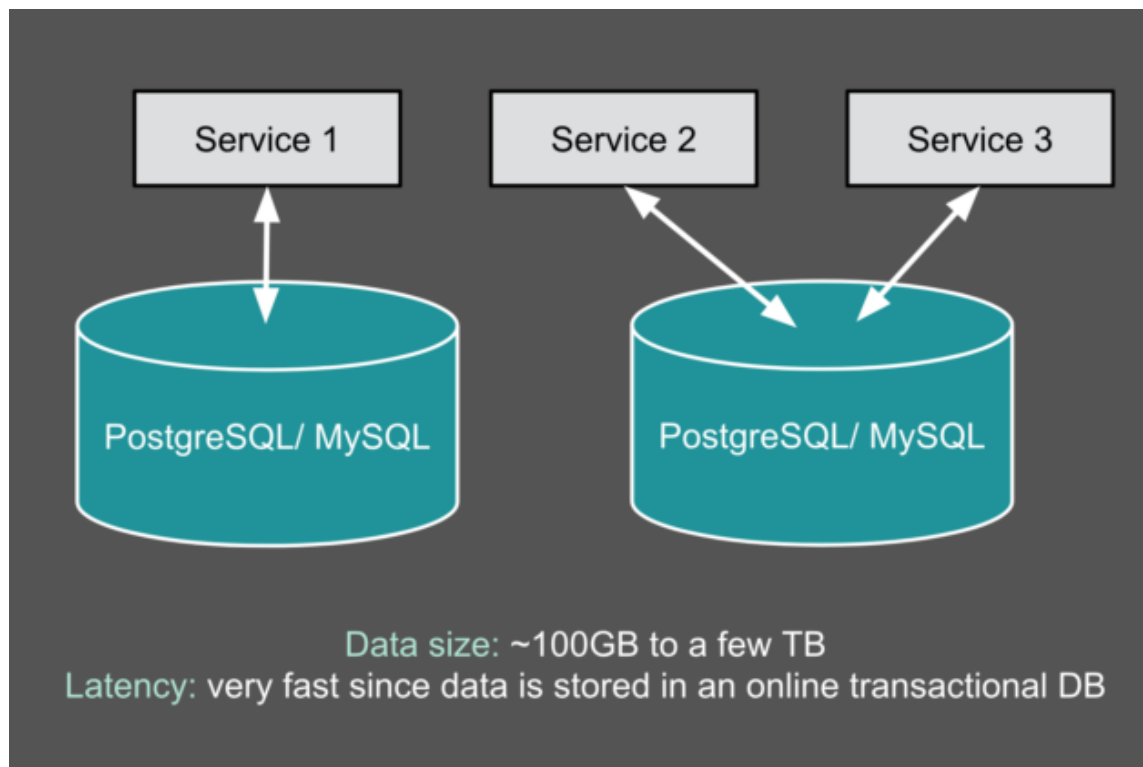 Service 1
Service 2
Service 3
PostgreSQL/ MySQL
PostgreSQL/ MySQL
Data size: ~100GB to a few TB
Latency: very fast since data is stored in an online transactional DB